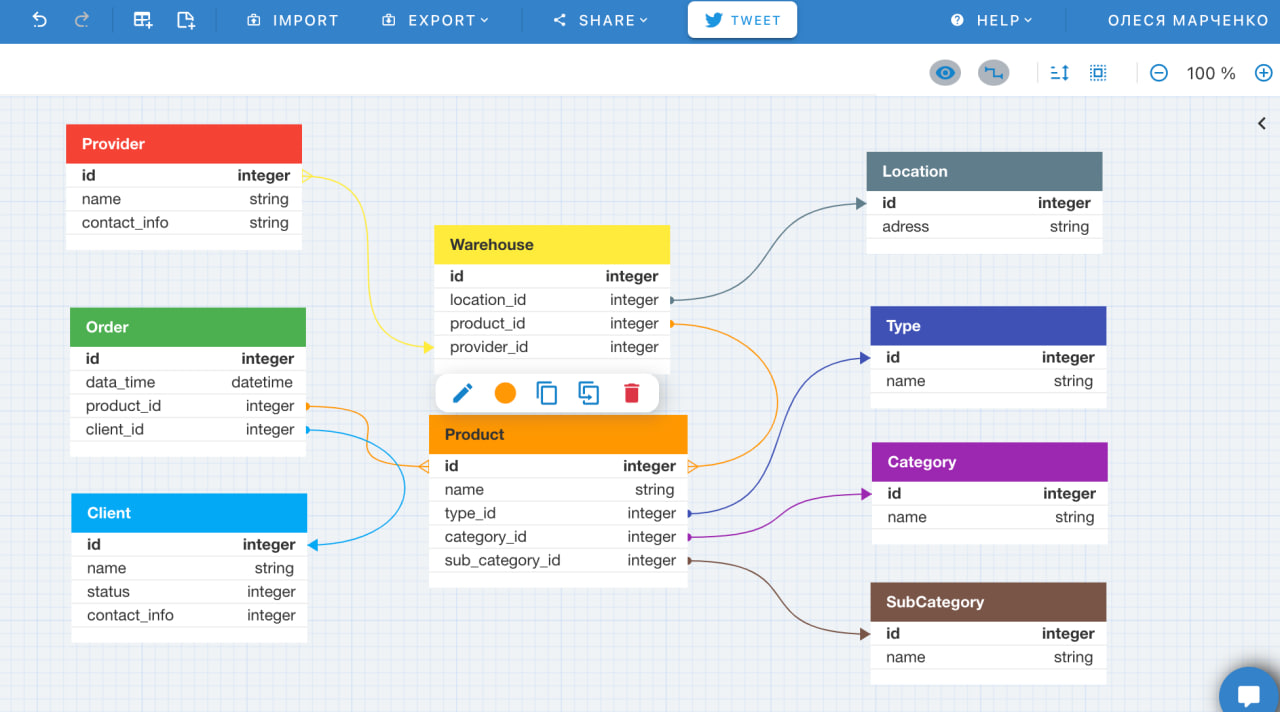 IMPORT EXPORT SHARE TWEET HELP ОЛЕСЯ МАРЧЕНКО
100 %
Provider
id integer
name string
contact_info string
Order
id integer
data_time datetime
product_id integer
client_id integer
Client
id integer
name string
status integer
contact_info integer
Warehouse
id integer
location_id integer
product_id integer
provider_id integer
Product
id integer
name string
type_id integer
category_id integer
sub_category_id integer
Location
id integer
adress string
Type
id integer
name string
Category
id integer
name string
SubCategory
id integer
name string